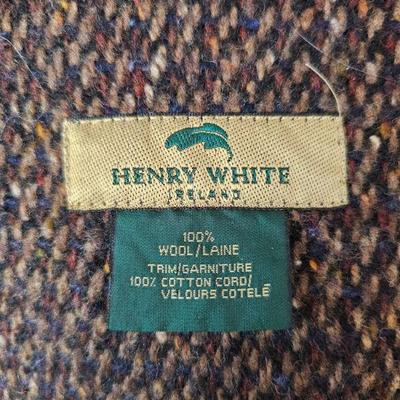 HENRY WHITE
IRELAND
100%
WOOL/LAINE
TRIM/GARNITURE
100% COTTON CORD/
VELOURS COTELÉ